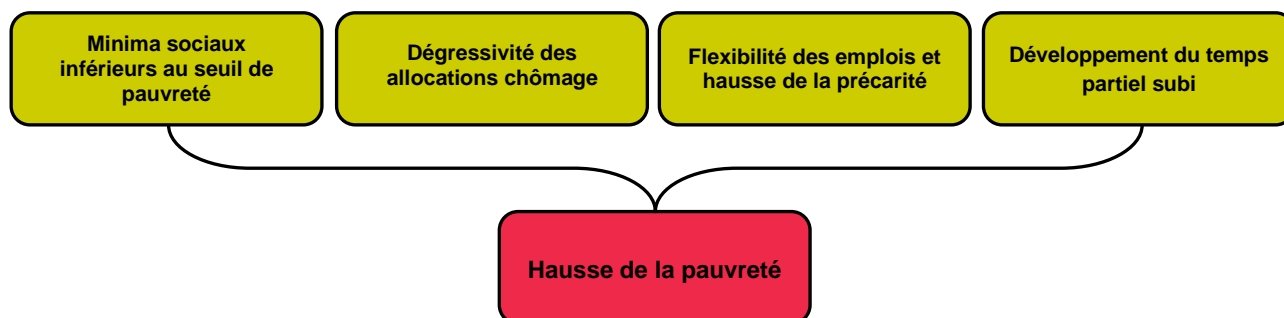 Minima sociaux
inférieurs au seuil de
pauvreté
Dégressivité des
allocations chômage
Flexibilité des emplois et
hausse de la précarité
Développement du temps
partiel subi
Hausse de la pauvreté